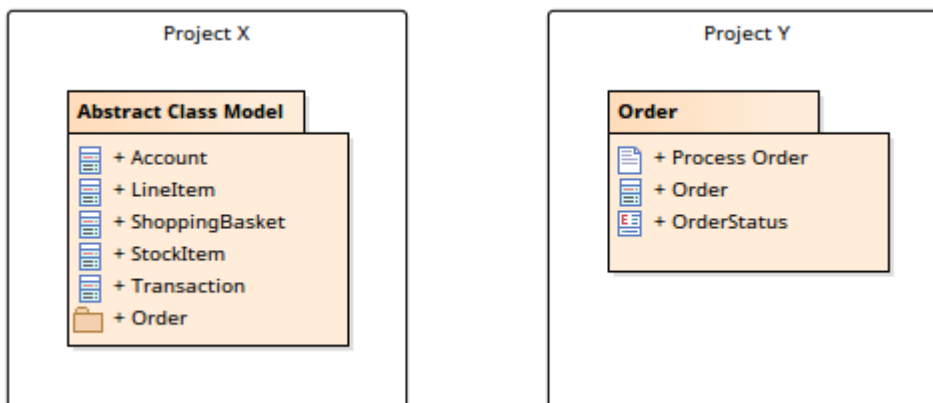 Project X
Abstract Class Model
+ Account
+ LineItem
+ ShoppingBasket
+ StockItem
+ Transaction
+ Order
Project Y
Order
+ Process Order
+ Order
E
+ OrderStatus